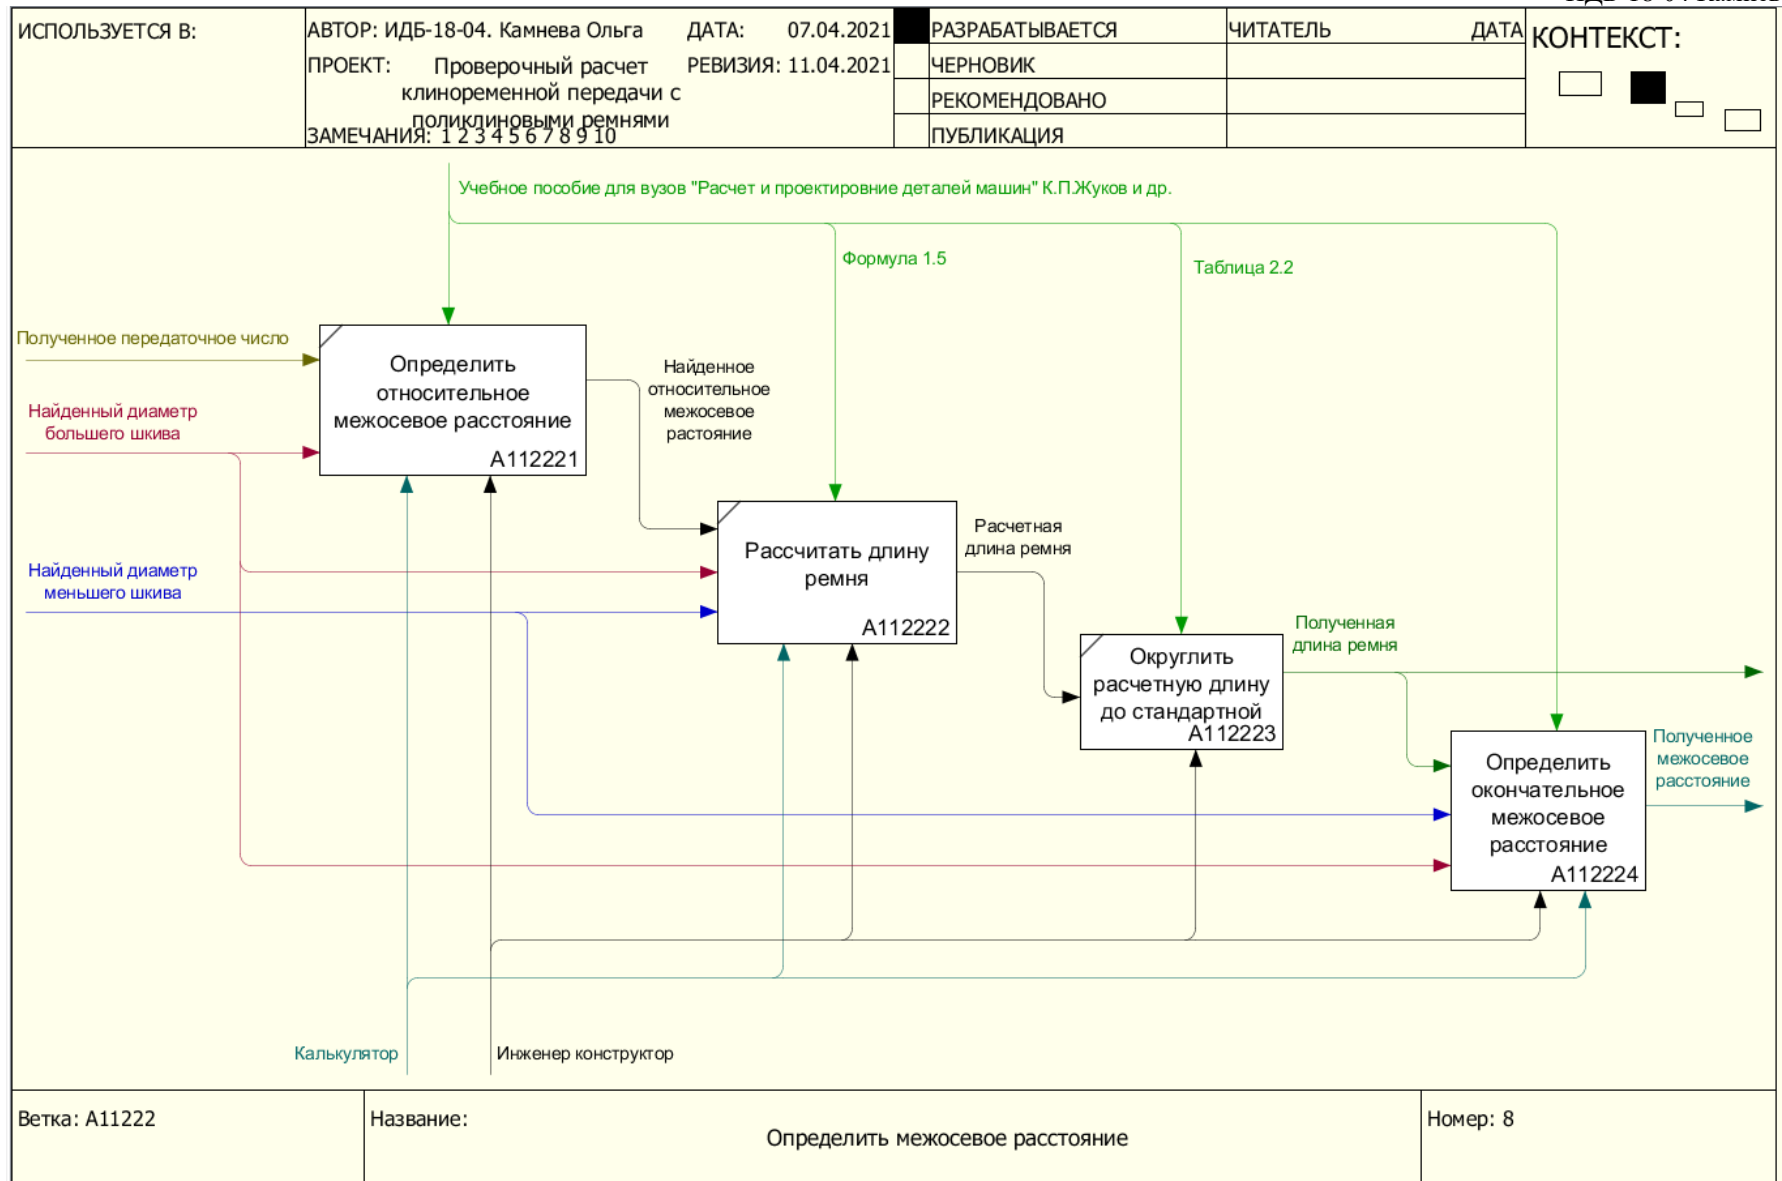 ИСПОЛЬЗУЕТСЯ В:
АВТОР: ИДБ-18-04. Камнева Ольга
ДАТА: 07.04.2021
ПРОЕКТ: Проверочный расчет
клиноременной передачи с
поликлиновыми ремнями
РЕВИЗИЯ: 11.04.2021
ЗАМЕЧАНИЯ: 1 2 3 4 5 6 7 8 9 10
РАЗРАБАТЫВАЕТСЯ
ЧЕРНОВИК
РЕКОМЕНДОВАНО
ПУБЛИКАЦИЯ
ЧИТАТЕЛЬ
ДАТА
КОНТЕКСТ:
Учебное пособие для вузов "Расчет и проектировние деталей машин" К.П.Жуков и др.
Формула 1.5
Таблица 2.2
Полученное передаточное число
Найденный диаметр
большего шкива
Найденный диаметр
меньшего шкива
Определить
относительное
межосевое расстояние
A112221
Найденное
относительное
межосевое
растояние
Рассчитать длину
ремня
A112222
Расчетная
длина ремня
Округлить
расчетную длину
до стандартной
A112223
Полученная
длина ремня
Определить
окончательное
межосевое
расстояние
A112224
Полученное
межосевое
расстояние
Калькулятор
Инженер конструктор
Ветка: A11222
Название:
Определить межосевое расстояние
Номер: 8